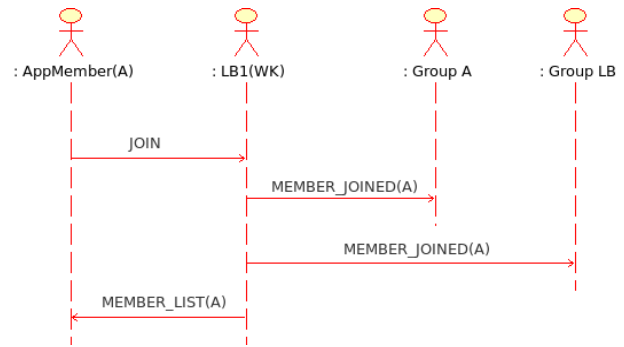 : AppMember(A)
: LB1(WK)
: Group A
: Group LB
JOIN
MEMBER_JOINED(A)
MEMBER_JOINED(A)
MEMBER_LIST(A)